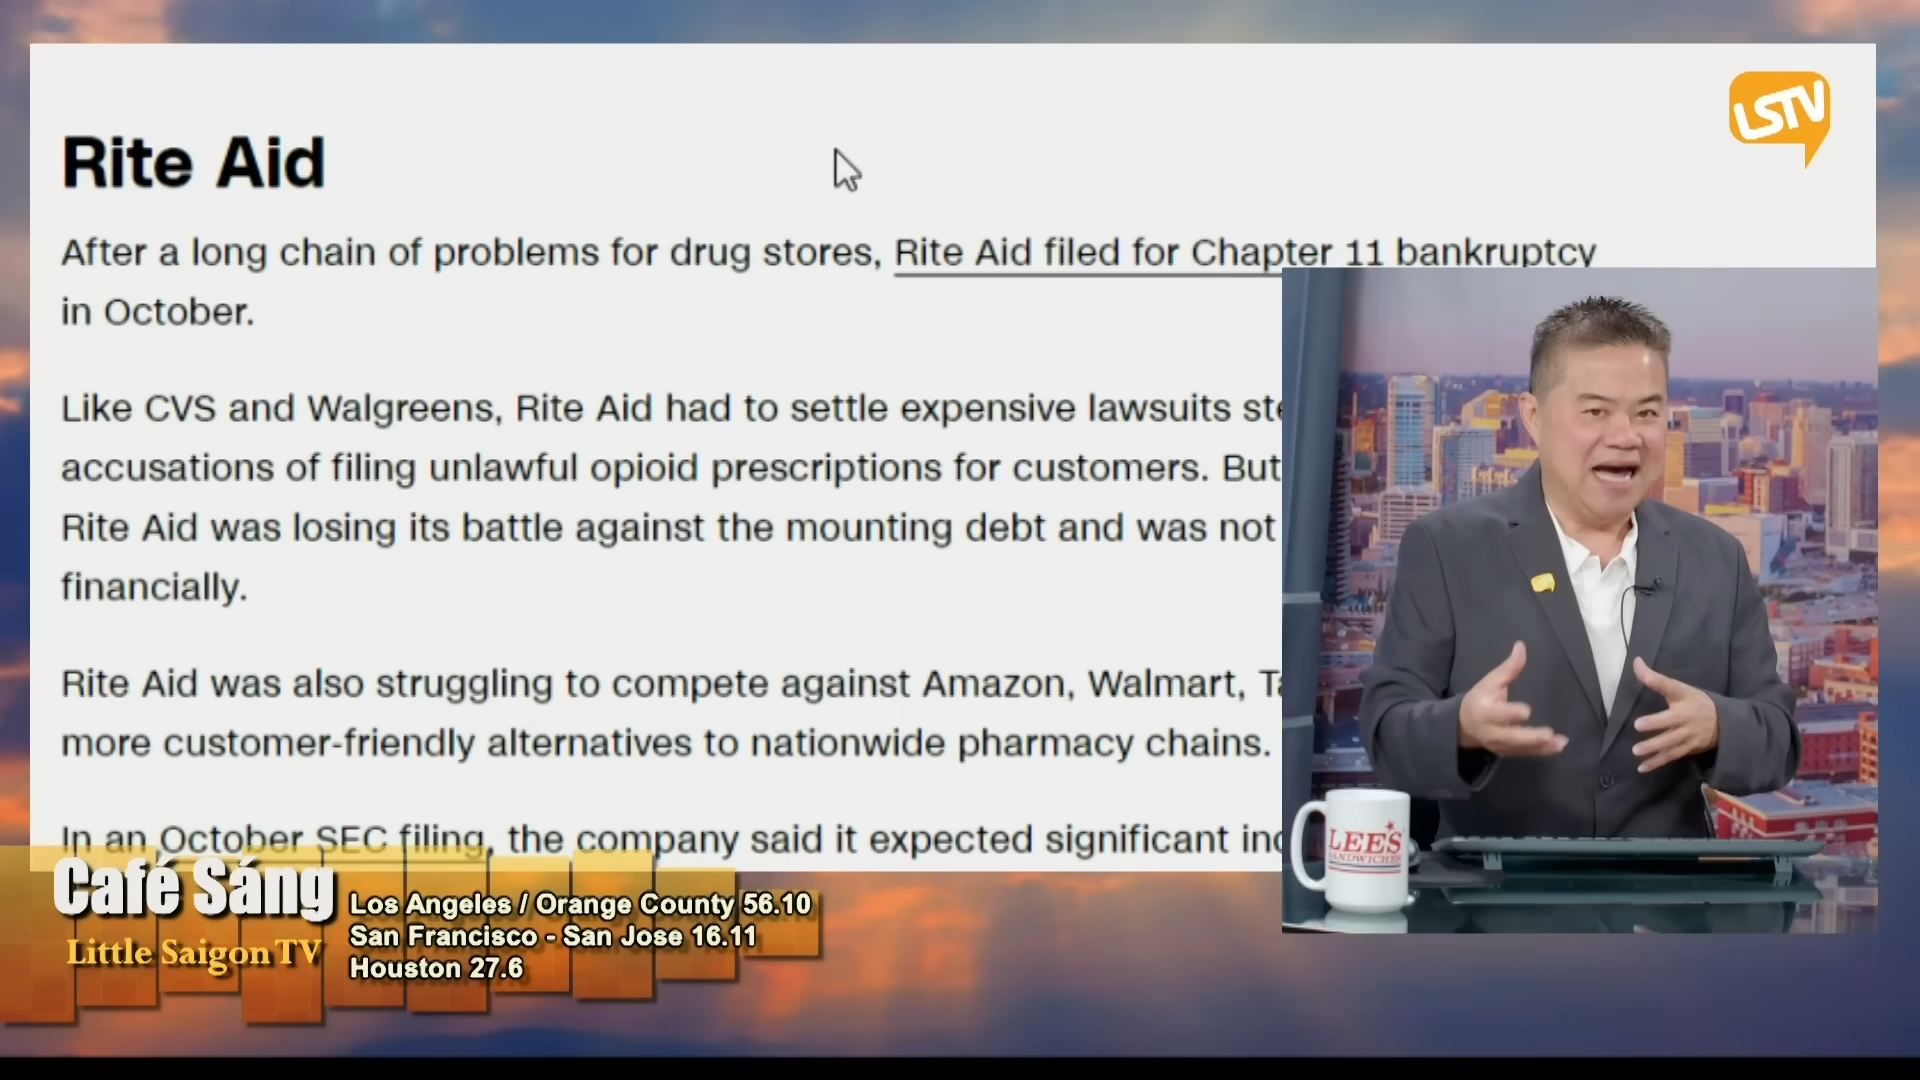 LSTV
Rite Aid
After a long chain of problems for drug stores, Rite Aid filed for Chapter 11 bankruptcy
in October.
Like CVS and Walgreens, Rite Aid had to settle expensive lawsuits
accusations of filing unlawful opioid prescriptions for customers. But
Rite Aid was losing its battle against the mounting debt and was not
financially.
Rite Aid was also struggling to compete against Amazon, Walmart,
more customer-friendly alternatives to nationwide pharmacy chains.
In an October SEC filing, the company said it expected significant
LEE'S
SANDWICHES
Café Sáng
Little Saigon TV
Los Angeles / Orange County 56.10
San Francisco - San Jose 16.11
Houston 27.6